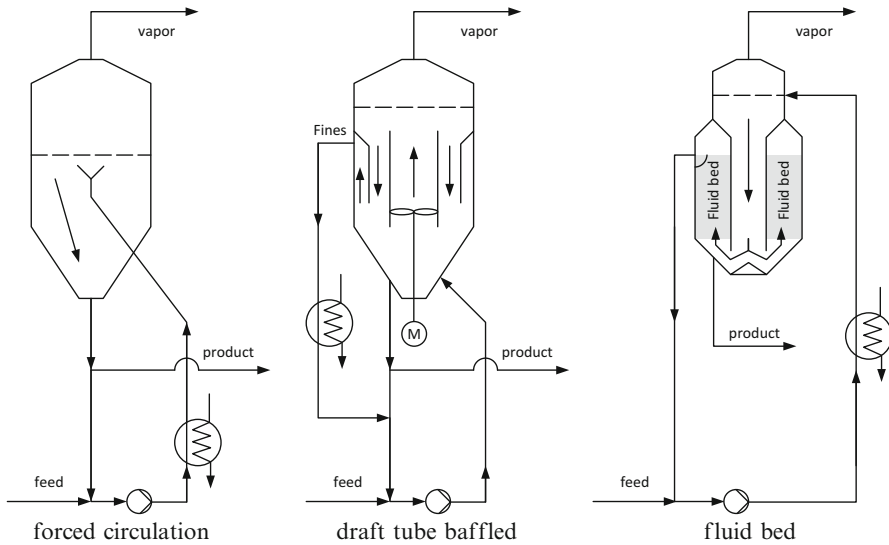 vapor
product
feed
forced circulation
vapor
Fines
M
product
feed
draft tube baffled
vapor
Fluid bed
Fluid bed
product
feed
fluid bed